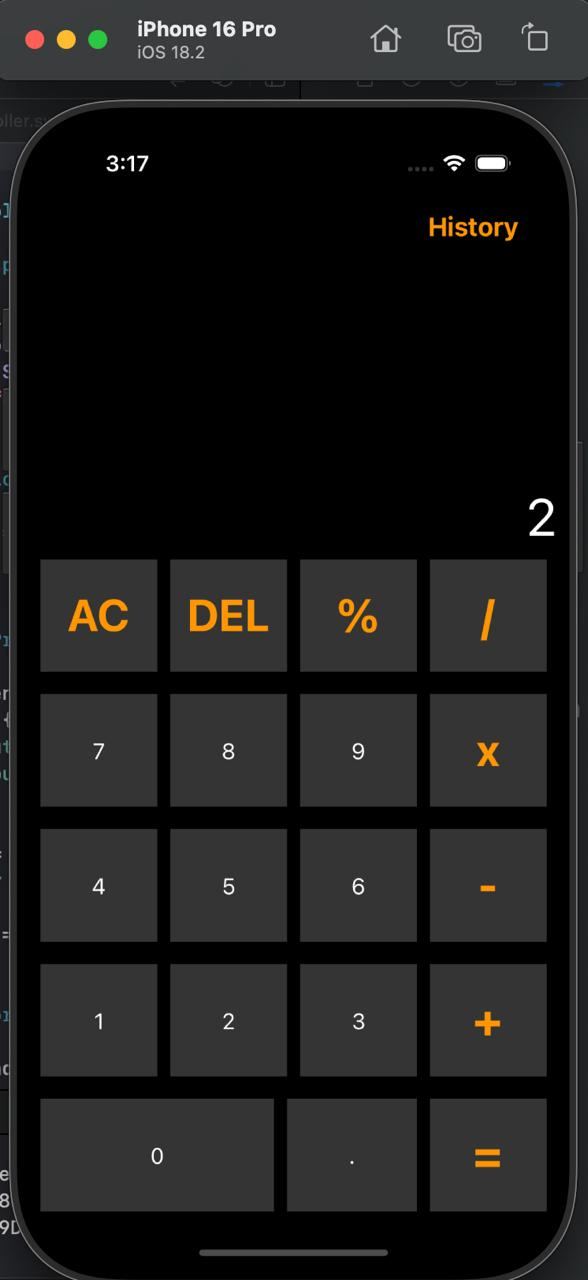 iPhone 16 Pro
iOS 18.2
3:17
History
2
AC DEL % /
7 8 9 x
4 5 6 -
1 2 3 +
0 . =